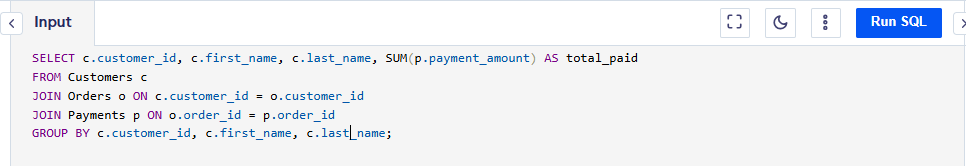 Input
Run SQL
SELECT c.customer_id, c.first_name, c.last_name, SUM(p.payment_amount) AS total_paid
FROM Customers c
JOIN Orders o ON c.customer_id = o.customer_id
JOIN Payments p ON o.order_id = p.order_id
GROUP BY c.customer_id, c.first_name, c.last_name;